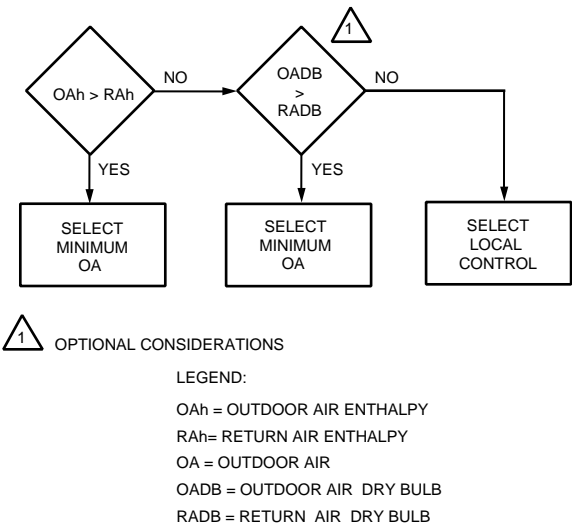 1
OAh > RAh
NO
OADB
>
RADB
NO
YES
YES
SELECT
MINIMUM
OA
SELECT
MINIMUM
OA
SELECT
LOCAL
CONTROL
1 OPTIONAL CONSIDERATIONS
LEGEND:
OAh = OUTDOOR AIR ENTHALPY
RAh= RETURN AIR ENTHALPY
OA = OUTDOOR AIR
OADB = OUTDOOR AIR DRY BULB
RADB = RETURN AIR DRY BULB